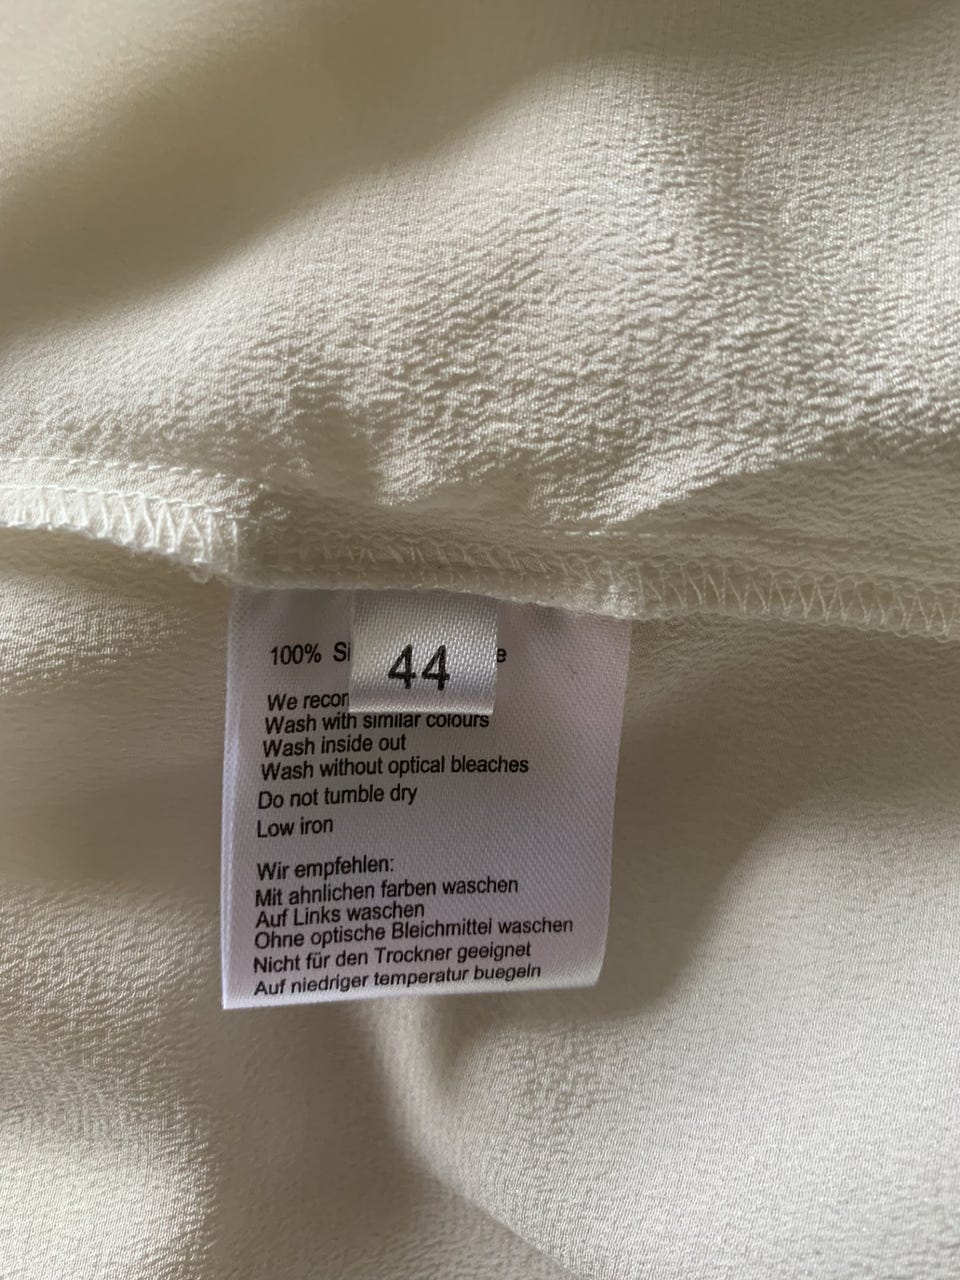 44
100%
We
Wash with similar colours
Wash inside out
Wash without optical bleaches
Do not tumble dry
Low iron
Wir empfehlen:
Mit ahnlichen farben waschen
Auf Links waschen
Ohne optische Bleichmittel waschen
Nicht für den Trockner geeignet
Auf niedriger temperatur buegeln